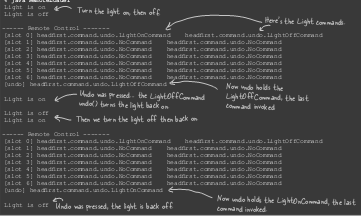 % java RemoteLoader
Light is on
Light is off
Turn the light on, then off
Here's the Light commands.
------ Remote Control -------
[slot 0] headfirst.command.undo.LightOnCommand headfirst.command.undo.LightOffCommand
[slot 1] headfirst.command.undo.NoCommand headfirst.command.undo.NoCommand
[slot 2] headfirst.command.undo.NoCommand headfirst.command.undo.NoCommand
[slot 3] headfirst.command.undo.NoCommand headfirst.command.undo.NoCommand
[slot 4] headfirst.command.undo.NoCommand headfirst.command.undo.NoCommand
[slot 5] headfirst.command.undo.NoCommand headfirst.command.undo.NoCommand
[slot 6] headfirst.command.undo.NoCommand headfirst.command.undo.NoCommand
[undo] headfirst.command.undo.LightOffCommand
Now undo holds the
LightOffCommand, the last
command invoked
Undo was pressed... the LightOffCommand
undo() turns the light back on
Light is on
Light is off
Light is on
Then we turn the light off then back on
------ Remote Control -------
[slot 0] headfirst.command.undo.LightOnCommand headfirst.command.undo.LightOffCommand
[slot 1] headfirst.command.undo.NoCommand headfirst.command.undo.NoCommand
[slot 2] headfirst.command.undo.NoCommand headfirst.command.undo.NoCommand
[slot 3] headfirst.command.undo.NoCommand headfirst.command.undo.NoCommand
[slot 4] headfirst.command.undo.NoCommand headfirst.command.undo.NoCommand
[slot 5] headfirst.command.undo.NoCommand headfirst.command.undo.NoCommand
[slot 6] headfirst.command.undo.NoCommand headfirst.command.undo.NoCommand
[undo] headfirst.command.undo.LightOnCommand
Now undo holds the LightOnCommand, the last
command invoked
Light is off
Undo was pressed, the light is back off